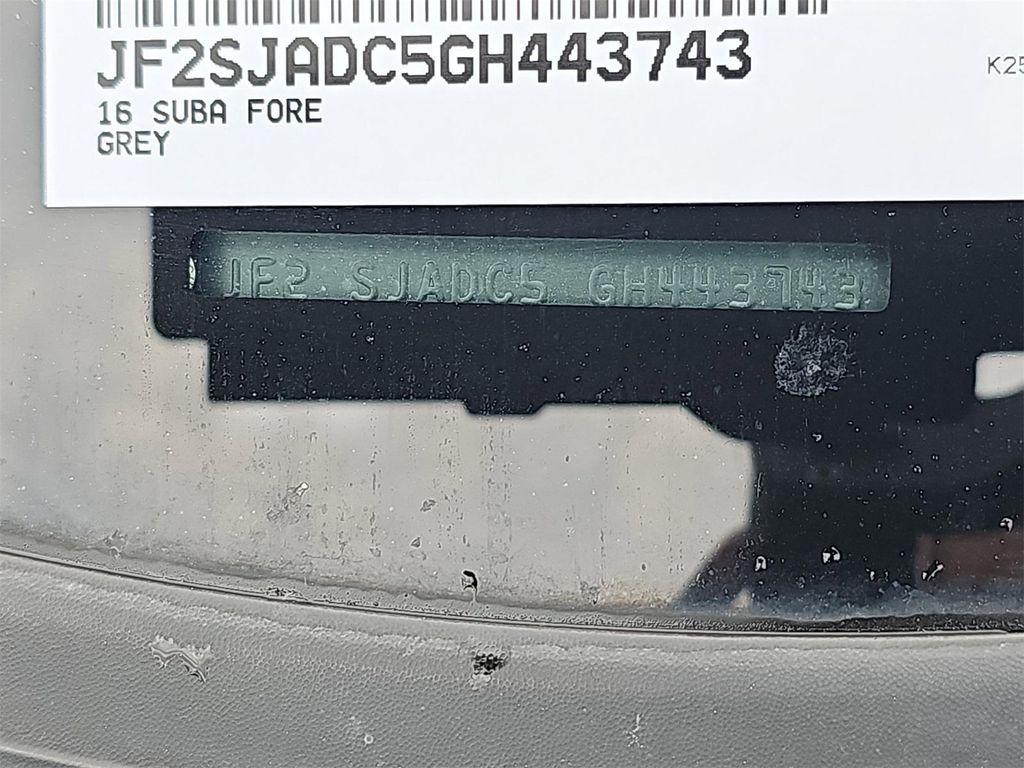 JF2SJADC5GH443743
K25
16 SUBA FORE
GREY
JF2 SJADC5 GH443743